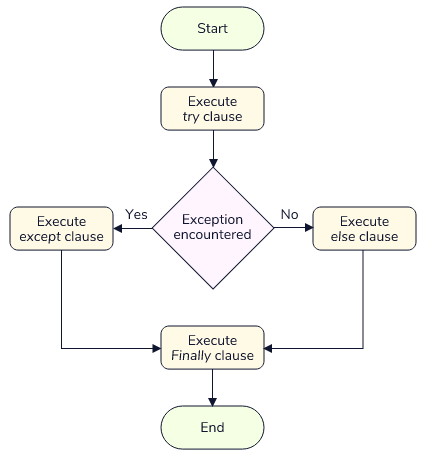 Start
Execute
try clause
Exception
encountered
Yes
No
Execute
except clause
Execute
else clause
Execute
Finally clause
End